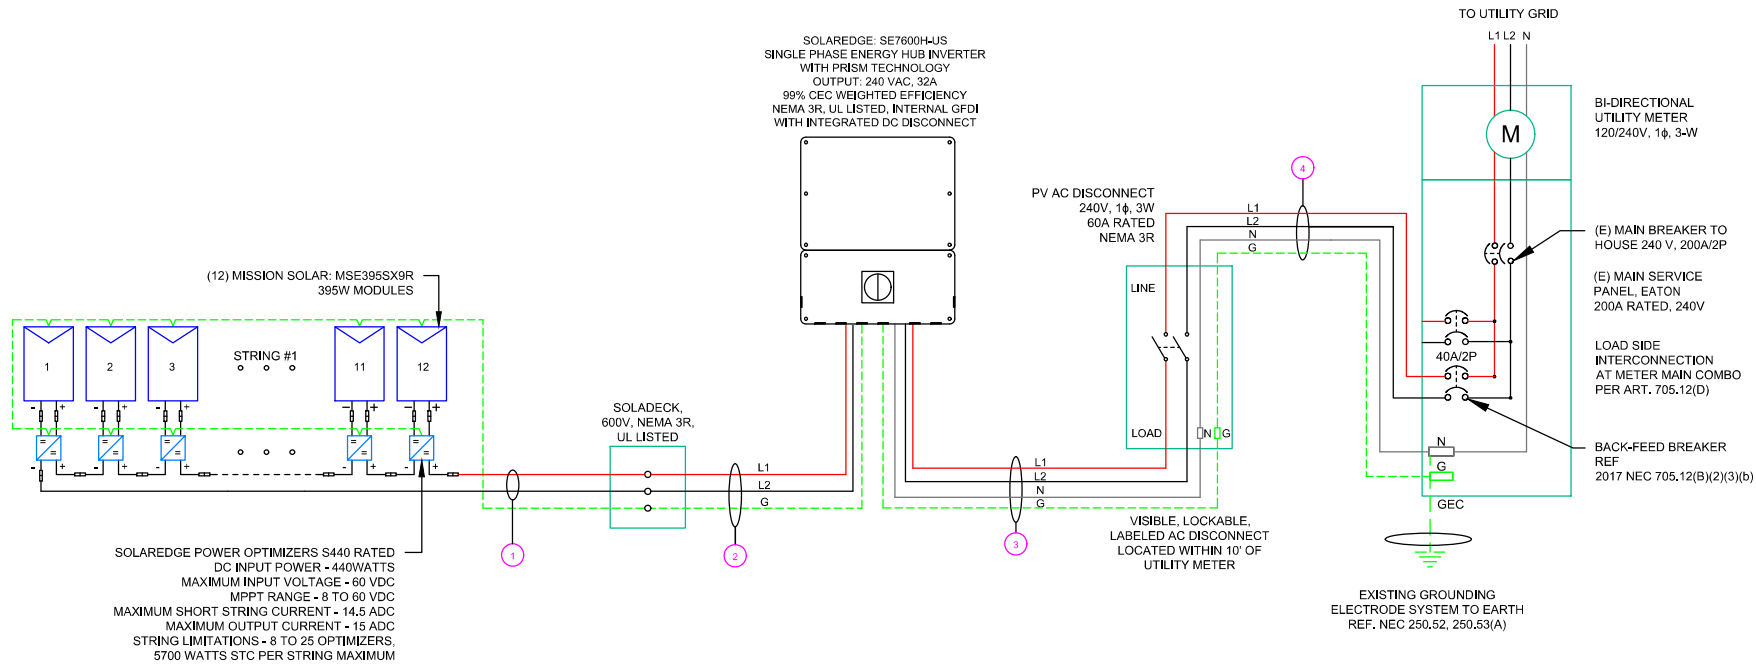 TO UTILITY GRID
L1 L2 N
SOLAREDGE: SE7600H-US
SINGLE PHASE ENERGY HUB INVERTER
WITH PRISM TECHNOLOGY
OUTPUT: 240 VAC, 32A
99% CEC WEIGHTED EFFICIENCY
NEMA 3R, UL LISTED, INTERNAL GFDI
WITH INTEGRATED DC DISCONNECT
BI-DIRECTIONAL
UTILITY METER
120/240V, 1ϕ, 3-W
M
4
PV AC DISCONNECT
240V, 1ϕ, 3W
60A RATED
NEMA 3R
L1
L2
N
G
(E) MAIN BREAKER TO
HOUSE 240 V, 200A/2P
(E) MAIN SERVICE
PANEL, EATON
200A RATED, 240V
(12) MISSION SOLAR: MSE395SX9R
395W MODULES
LINE
LOAD
N G
40A/2P
LOAD SIDE
INTERCONNECTION
AT METER MAIN COMBO
PER ART. 705.12(D)
1
2
3
STRING #1
11
12
- +
- +
- +
- +
- +
= =
= =
= =
= =
= =
- +
- +
- +
- +
- +
SOLADECK,
600V, NEMA 3R,
UL LISTED
BACK-FEED BREAKER
REF
2017 NEC 705.12(B)(2)(3)(b)
N
G
GEC
L1
L2
G
L1
L2
N
G
1
2
3
VISIBLE, LOCKABLE,
LABELED AC DISCONNECT
LOCATED WITHIN 10' OF
UTILITY METER
SOLAREDGE POWER OPTIMIZERS S440 RATED
DC INPUT POWER - 440WATTS
MAXIMUM INPUT VOLTAGE - 60 VDC
MPPT RANGE - 8 TO 60 VDC
MAXIMUM SHORT STRING CURRENT - 14.5 ADC
MAXIMUM OUTPUT CURRENT - 15 ADC
STRING LIMITATIONS - 8 TO 25 OPTIMIZERS,
5700 WATTS STC PER STRING MAXIMUM
EXISTING GROUNDING
ELECTRODE SYSTEM TO EARTH
REF. NEC 250.52, 250.53(A)